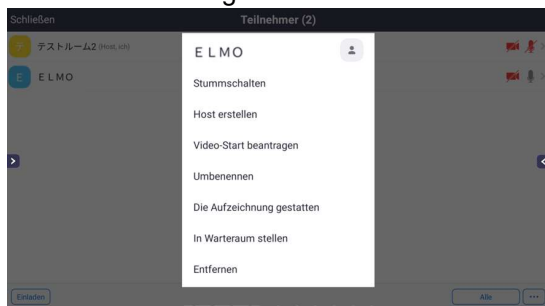 Schließen
Teilnehmer (2)
テ
テストルーム2 (Host, ich)
E
ELMO
ELMO
Stummschalten
Host erstellen
Video-Start beantragen
Umbenennen
Die Aufzeichnung gestatten
In Warteraum stellen
Entfernen
Einladen
Alle
...